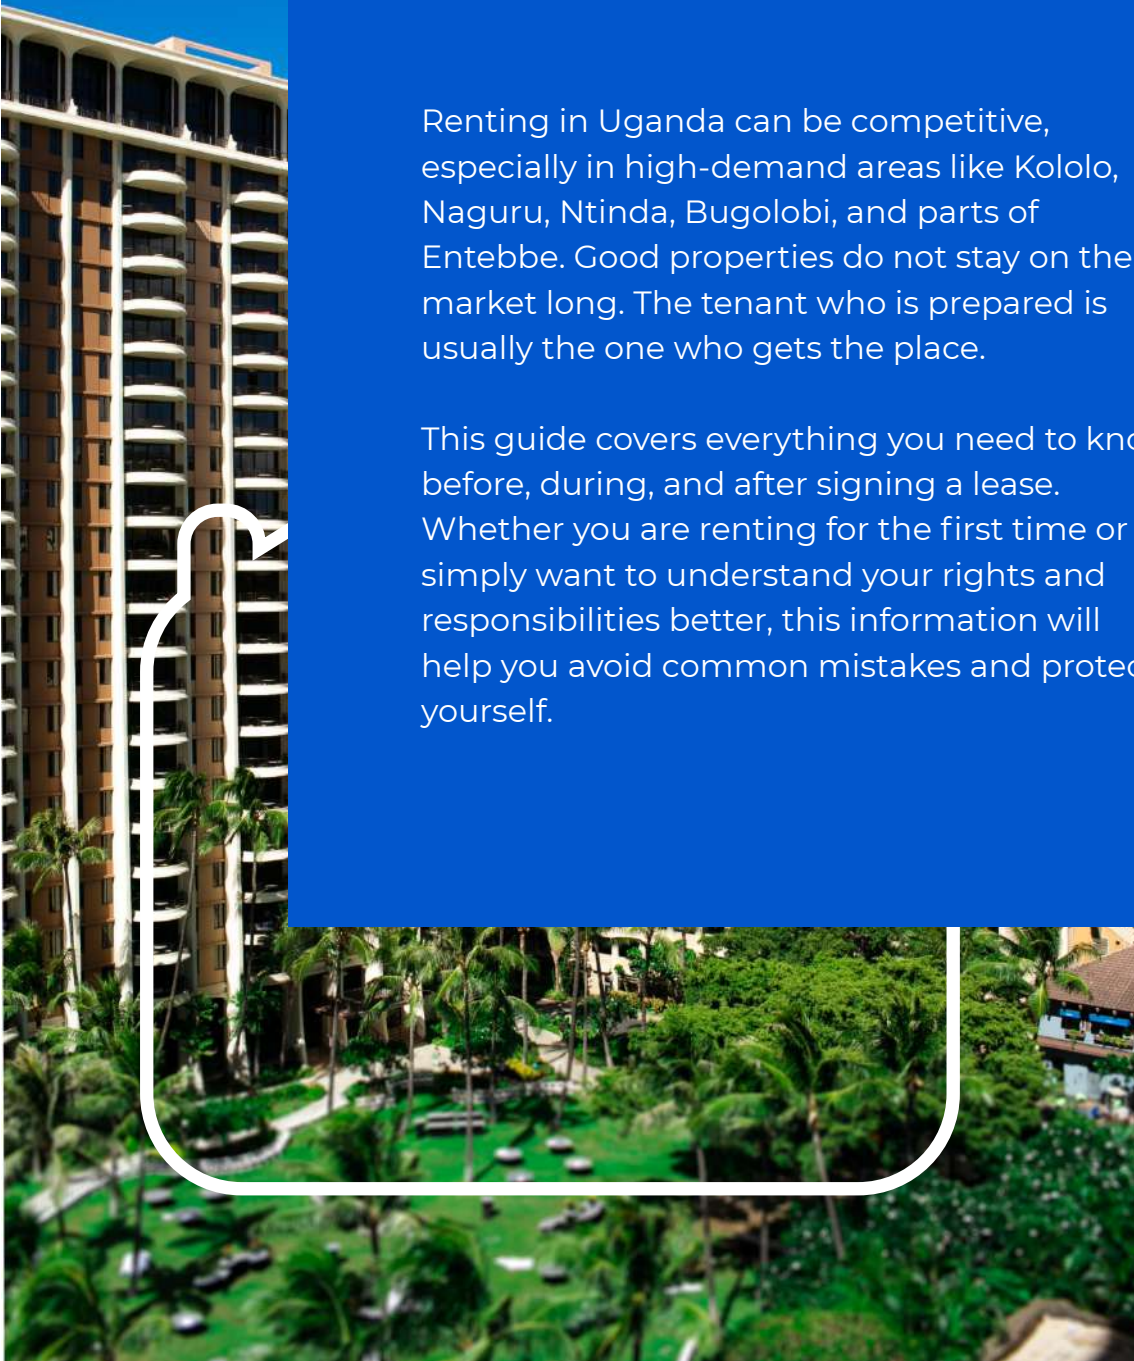 Renting in Uganda can be competitive,
especially in high-demand areas like Kololo,
Naguru, Ntinda, Bugolobi, and parts of
Entebbe. Good properties do not stay on the
market long. The tenant who is prepared is
usually the one who gets the place.
This guide covers everything you need to
before, during, and after signing a lease.
Whether you are renting for the first time or
simply want to understand your rights and
responsibilities better, this information will
help you avoid common mistakes and
yourself.